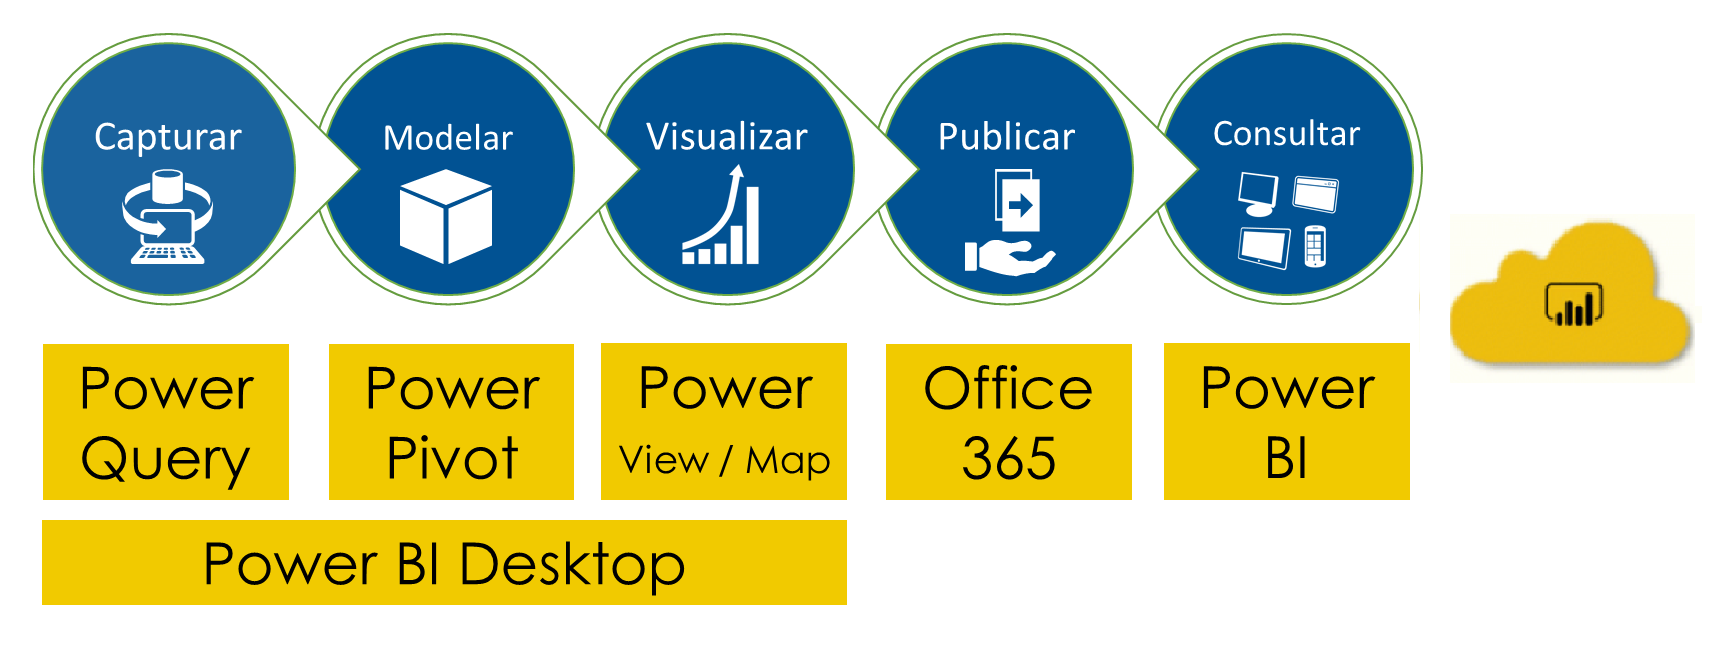 Capturar
Modelar
Visualizar
Publicar
Consultar
Power
Query
Power
Pivot
Power
View / Map
Office
365
Power
BI
Power BI Desktop